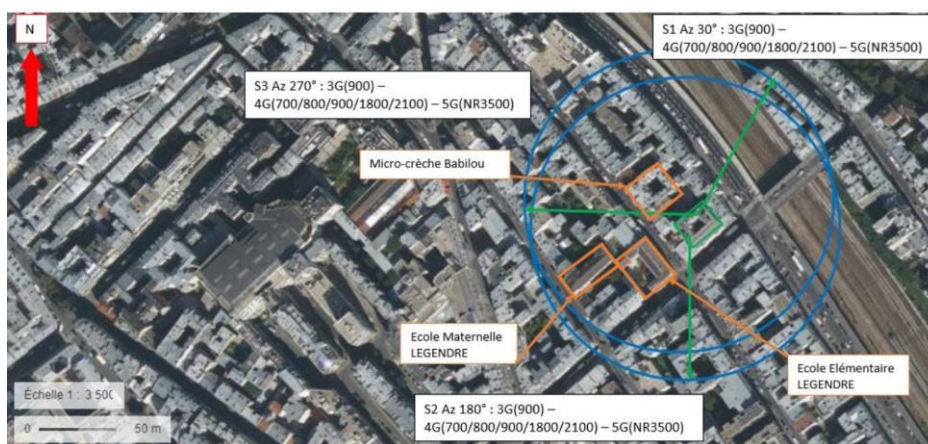 N
S1 Az 30° : 3G(900) –
4G(700/800/900/1800/2100) – 5G(NR3500)
S3 Az 270° : 3G(900) –
4G(700/800/900/1800/2100) – 5G(NR3500)
Micro-crèche Babilou
Ecole Maternelle
LEGENDRE
Ecole Elémentaire
LEGENDRE
Échelle 1 : 3 500
0 50 m
S2 Az 180° : 3G(900) –
4G(700/800/900/1800/2100) – 5G(NR3500)